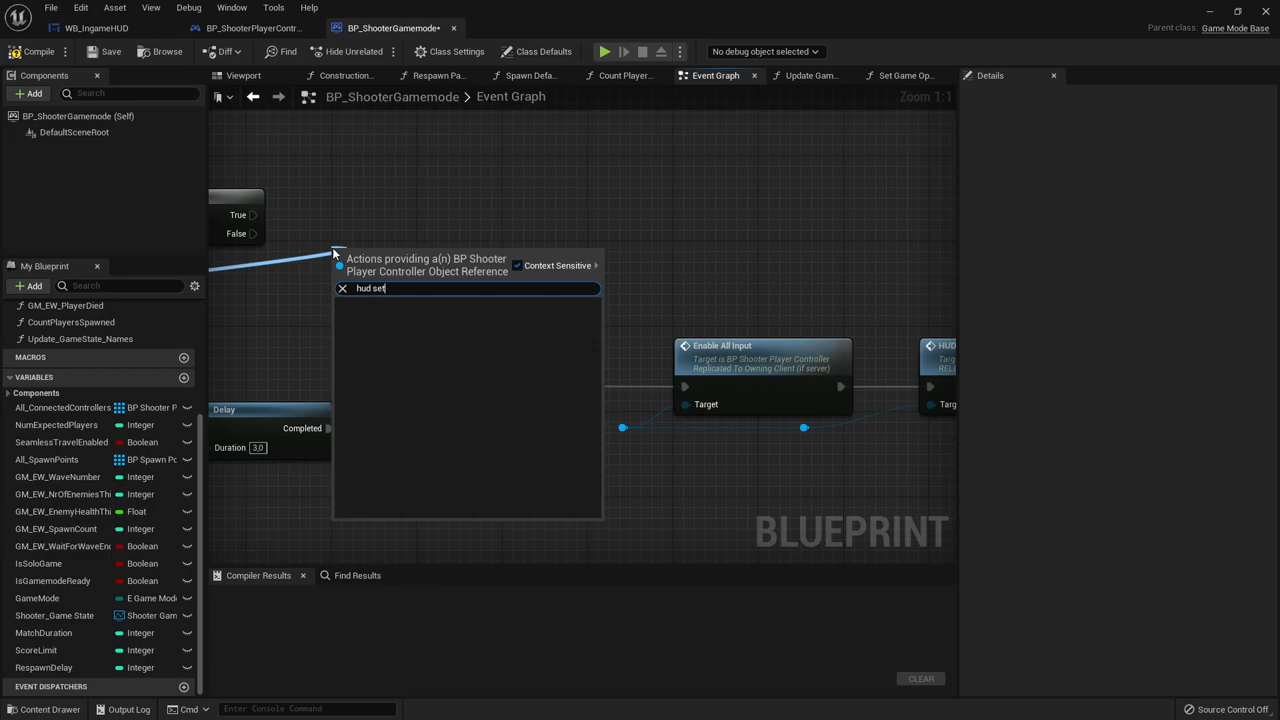 File Edit Asset View Debug Window Tools Help
WB_IngameHUD
BP_ShooterPlayerContr...
BP_ShooterGamemode•
Parent class: Game Mode Base
Compile Save Browse Diff Find Hide Unrelated Class Settings Class Defaults No debug object selected
Components
Viewport Construction... Respawn Pa... Spawn Defa... Count Player... Event Graph Update Gam... Set Game Op... Details
+ Add Search
BP_ShooterGamemode > Event Graph Zoom 1:1
BP_ShooterGamemode (Self)
DefaultSceneRoot
True
False
Actions providing a(n) BP Shooter
Player Controller Object Reference
Context Sensitive
hud set
My Blueprint
+ Add Search
GM_EW_PlayerDied
CountPlayersSpawned
Update_GameState_Names
MACROS
VARIABLES
Components
All_ConnectedControllers BP Shooter P
NumExpectedPlayers Integer
SeamlessTravelEnabled Boolean
All_SpawnPoints BP Spawn Po
GM_EW_WaveNumber Integer
GM_EW_NrOfEnemiesThi Integer
GM_EW_EnemyHealthThi Float
GM_EW_SpawnCount Integer
GM_EW_WaitForWaveEnd Boolean
IsSoloGame Boolean
IsGamemodeReady Boolean
GameMode E Game Mode
Shooter_Game State Shooter Gam
MatchDuration Integer
ScoreLimit Integer
RespawnDelay Integer
EVENT DISPATCHERS
Delay
Completed
Duration 3,0
Enable All Input
Target is BP Shooter Player Controller
Replicated To Owning Client (if server)
Target
HUD
Targ
RELI
Targ
BLUEPRINT
Compiler Results Find Results
CLEAR
Content Drawer Output Log Cmd Enter Console Command Source Control Off